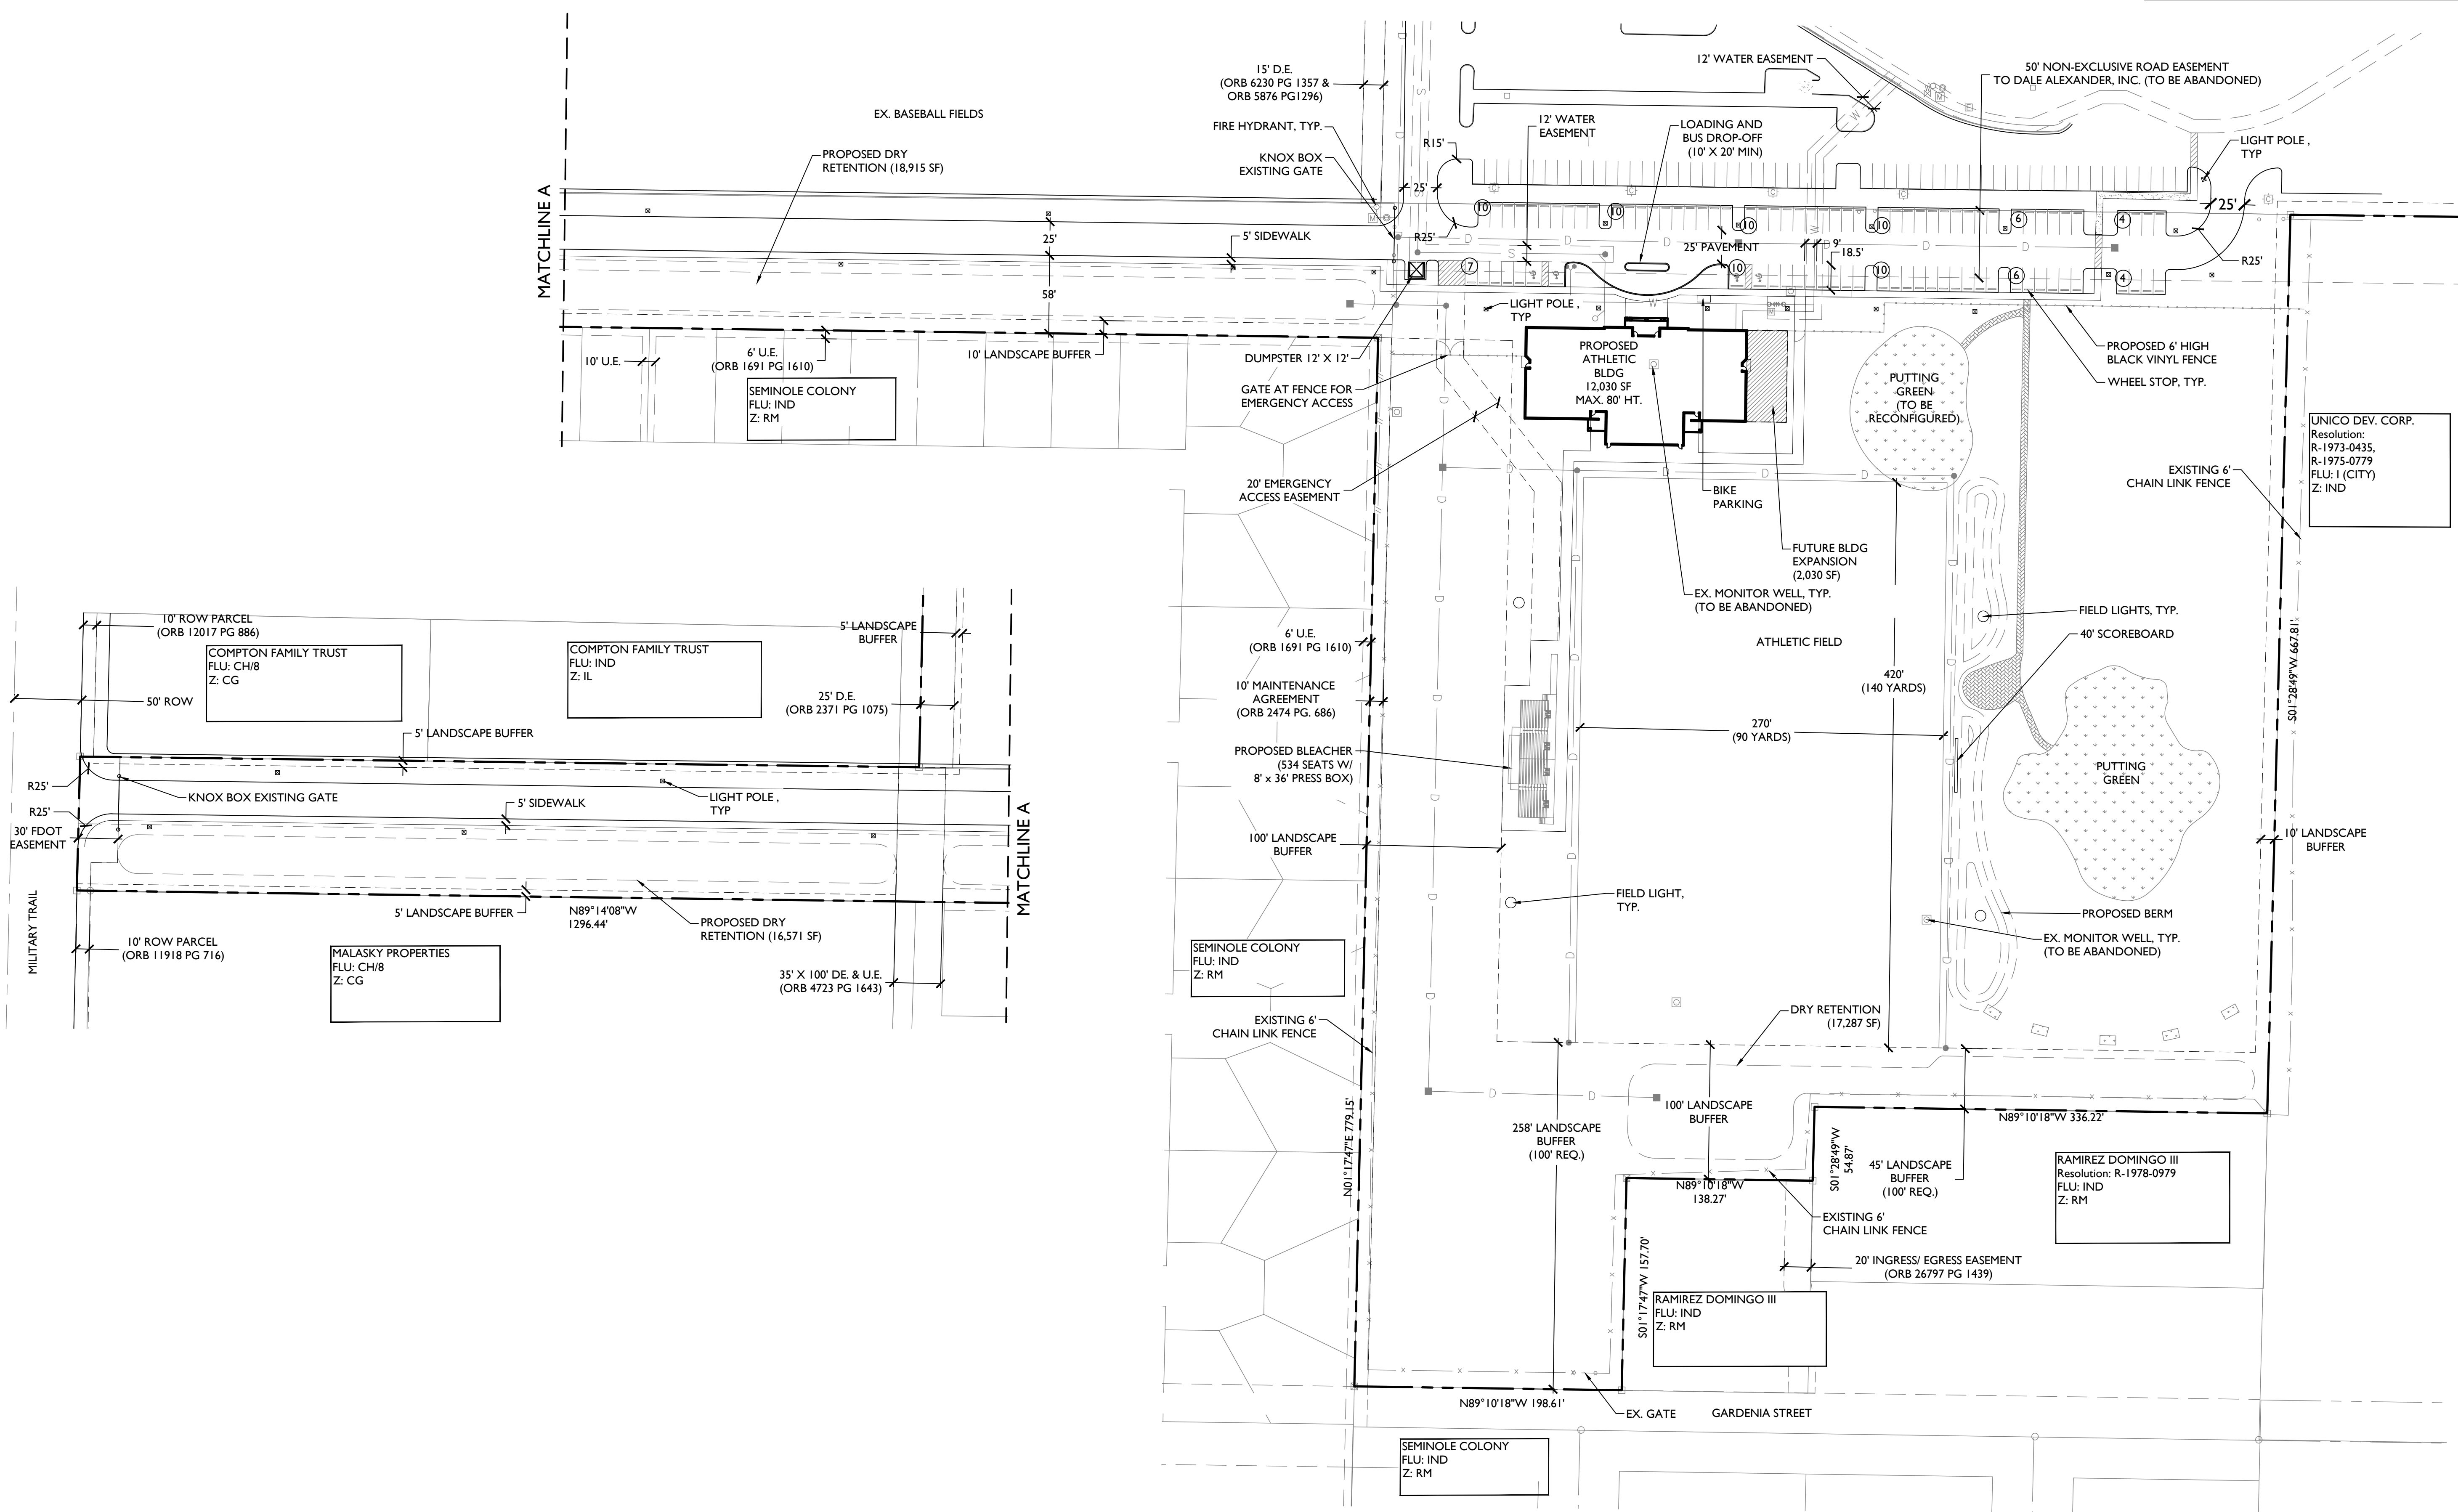 15' D.E.
(ORB 6230 PG 1357 &
ORB 5876 PG1296)
12' WATER EASEMENT
50' NON-EXCLUSIVE ROAD EASEMENT
TO DALE ALEXANDER, INC. (TO BE ABANDONED)
EX. BASEBALL FIELDS
FIRE HYDRANT, TYP.
12' WATER
EASEMENT
LOADING AND
BUS DROP-OFF
(10' X 20' MIN)
R15'
LIGHT POLE ,
TYP
PROPOSED DRY
RETENTION (18,915 SF)
KNOX BOX
EXISTING GATE
MATCHLINE A
25'
25'
10
10
10
10
6
4
25'
5' SIDEWALK
R25'
25' PAVEMENT
9'
18.5'
R25'
7
10
10
6
4
58'
LIGHT POLE ,
TYP
10' U.E.
6' U.E.
(ORB 1691 PG 1610)
10' LANDSCAPE BUFFER
DUMPSTER 12' X 12'
PROPOSED
ATHLETIC
BLDG
12,030 SF
MAX. 80' HT.
PROPOSED 6' HIGH
BLACK VINYL FENCE
WHEEL STOP, TYP.
SEMINOLE COLONY
FLU: IND
Z: RM
GATE AT FENCE FOR
EMERGENCY ACCESS
PUTTING
GREEN
(TO BE
RECONFIGURED)
UNICO DEV. CORP.
Resolution:
R-1973-0435,
R-1975-0779
FLU: I (CITY)
Z: IND
EXISTING 6'
CHAIN LINK FENCE
20' EMERGENCY
ACCESS EASEMENT
BIKE
PARKING
FUTURE BLDG
EXPANSION
(2,030 SF)
EX. MONITOR WELL, TYP.
(TO BE ABANDONED)
FIELD LIGHTS, TYP.
40' SCOREBOARD
6' U.E.
(ORB 1691 PG 1610)
ATHLETIC FIELD
S01°28'49"W 667.81'
420'
(140 YARDS)
10' MAINTENANCE
AGREEMENT
(ORB 2474 PG. 686)
270'
(90 YARDS)
PROPOSED BLEACHER
(534 SEATS W/
8' x 36' PRESS BOX)
PUTTING
GREEN
100' LANDSCAPE
BUFFER
10' LANDSCAPE
BUFFER
FIELD LIGHT,
TYP.
PROPOSED BERM
EX. MONITOR WELL, TYP.
(TO BE ABANDONED)
SEMINOLE COLONY
FLU: IND
Z: RM
DRY RETENTION
(17,287 SF)
EXISTING 6'
CHAIN LINK FENCE
100' LANDSCAPE
BUFFER
258' LANDSCAPE
BUFFER
(100' REQ.)
N89°10'18"W 336.22'
N01°17'47"E 779.15'
S01°28'49"W
54.87'
45' LANDSCAPE
BUFFER
(100' REQ.)
RAMIREZ DOMINGO III
Resolution: R-1978-0979
FLU: IND
Z: RM
N89°10'18"W
138.27'
EXISTING 6'
CHAIN LINK FENCE
S01°17'47"W 157.70'
20' INGRESS/ EGRESS EASEMENT
(ORB 26797 PG 1439)
RAMIREZ DOMINGO III
FLU: IND
Z: RM
N89°10'18"W 198.61'
EX. GATE
GARDENIA STREET
SEMINOLE COLONY
FLU: IND
Z: RM
10' ROW PARCEL
(ORB 12017 PG 886)
5' LANDSCAPE
BUFFER
COMPTON FAMILY TRUST
FLU: CH/8
Z: CG
COMPTON FAMILY TRUST
FLU: IND
Z: IL
50' ROW
25' D.E.
(ORB 2371 PG 1075)
5' LANDSCAPE BUFFER
R25'
KNOX BOX EXISTING GATE
LIGHT POLE ,
TYP
R25'
5' SIDEWALK
30' FDOT
EASEMENT
MATCHLINE A
MILITARY TRAIL
5' LANDSCAPE BUFFER
N89°14'08"W
1296.44'
PROPOSED DRY
RETENTION (16,571 SF)
10' ROW PARCEL
(ORB 11918 PG 716)
MALASKY PROPERTIES
FLU: CH/8
Z: CG
35' X 100' DE. & U.E.
(ORB 4723 PG 1643)